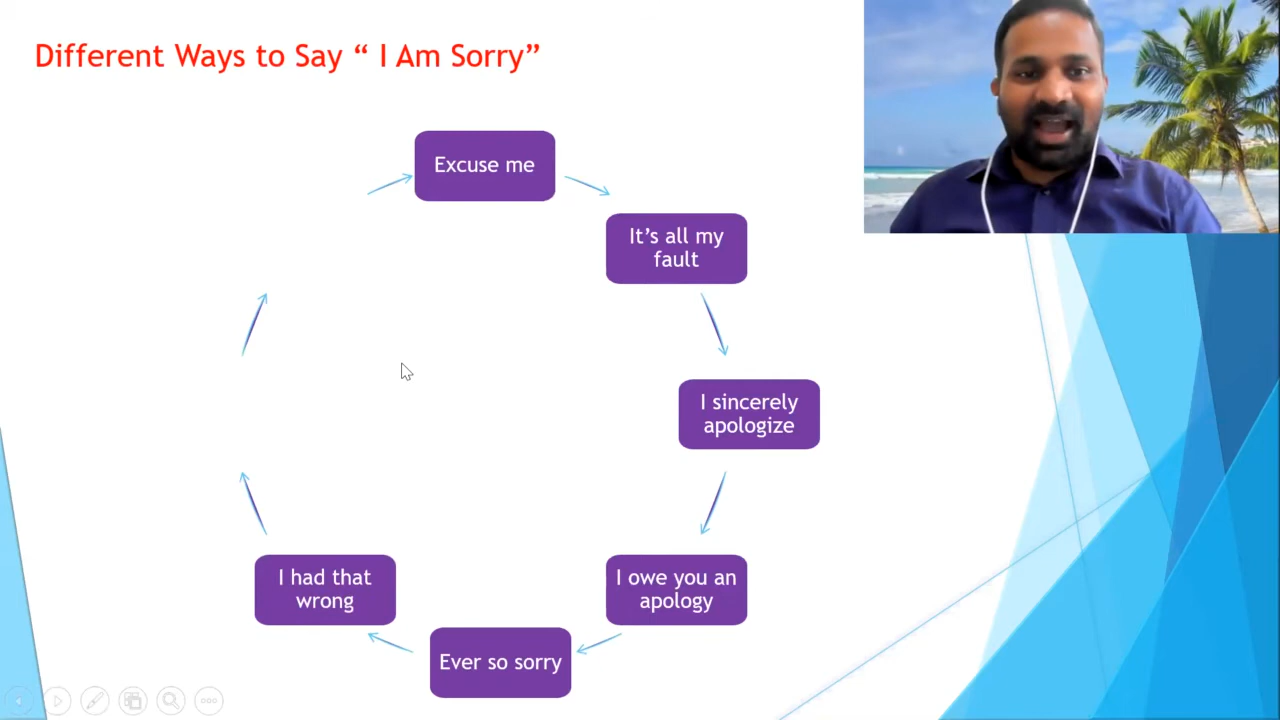 Different Ways to Say “ I Am Sorry”
Excuse me
It’s all my
fault
I sincerely
apologize
I owe you an
apology
Ever so sorry
I had that
wrong